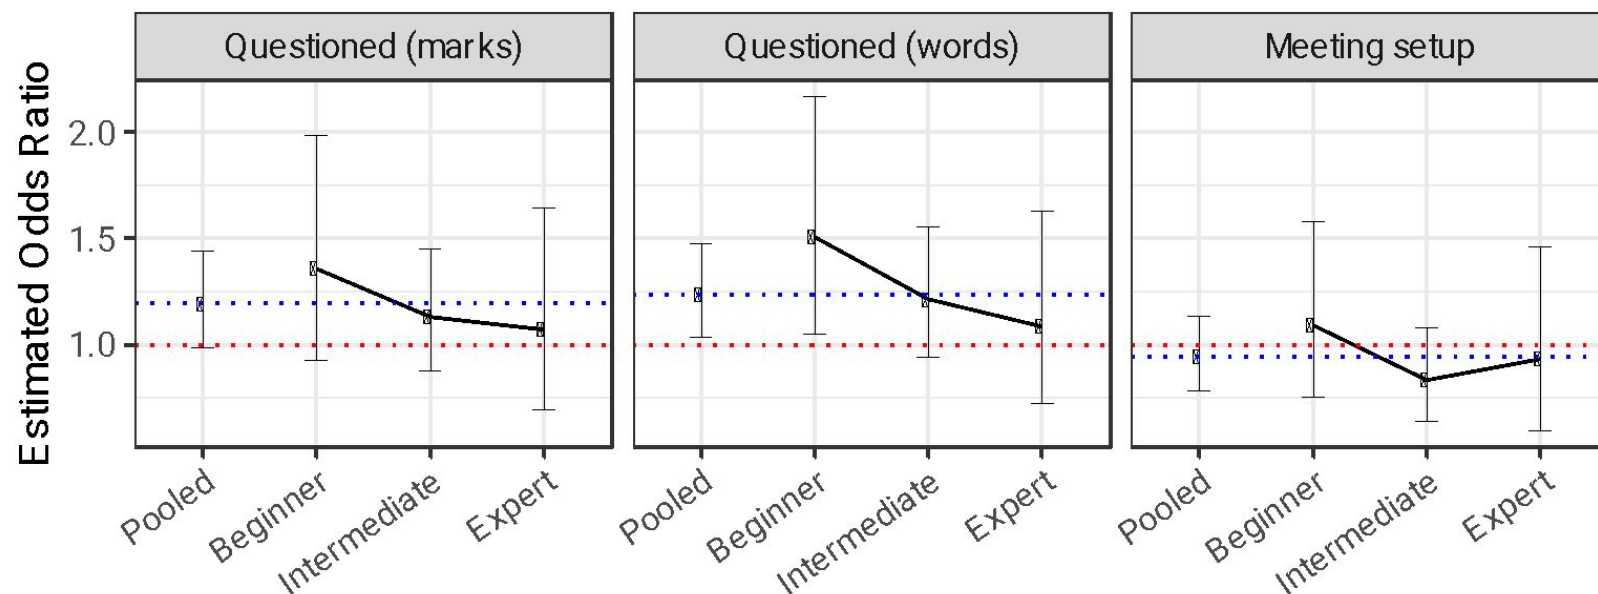 Questioned (marks)
Questioned (words)
Meeting setup
Estimated Odds Ratio
2.0
1.5
1.0
Pooled
Beginner
Intermediate
Expert
Pooled
Beginner
Intermediate
Expert
Pooled
Beginner
Intermediate
Expert